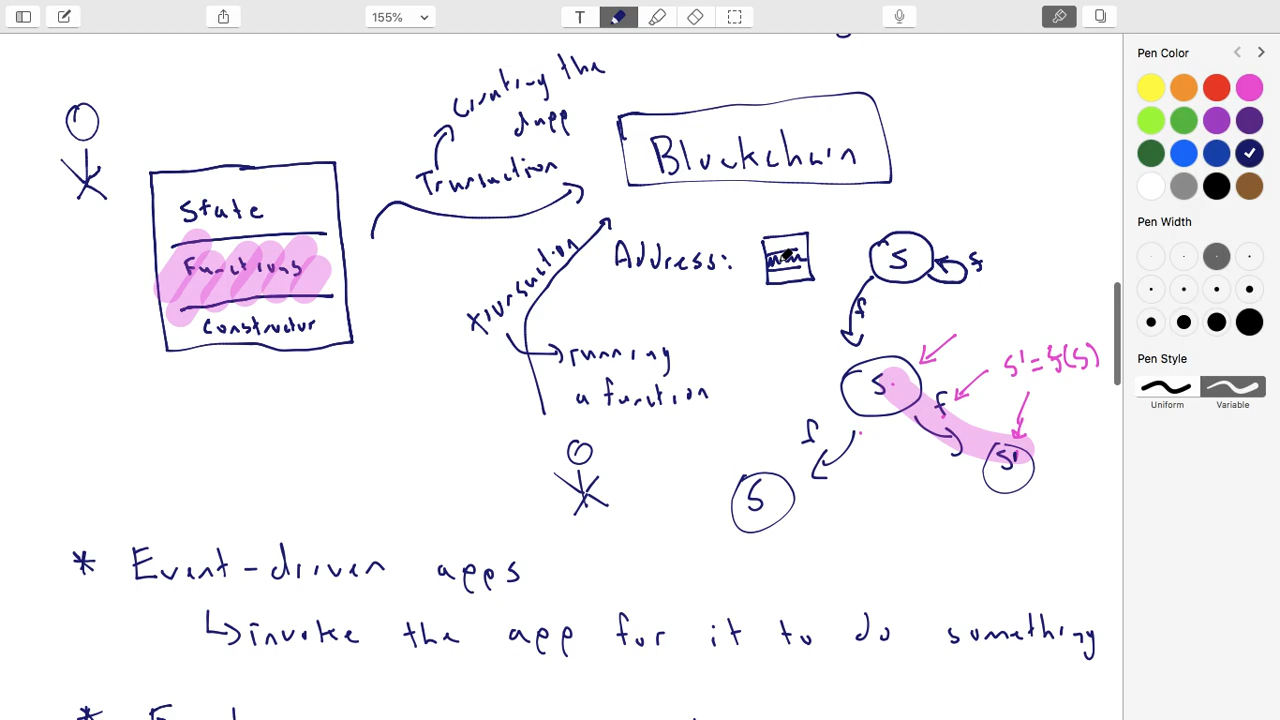 155%
T
Pen Color
Creating the
dapp
Transaction
Blockchain
State
Functions
Constructor
Transaction
Address:
S
f
f
running
a function
S
f
S' = f(S)
f
S'
S
Pen Width
Pen Style
Uniform
Variable
* Event-driven apps
↳ invoke the app for it to do something
*